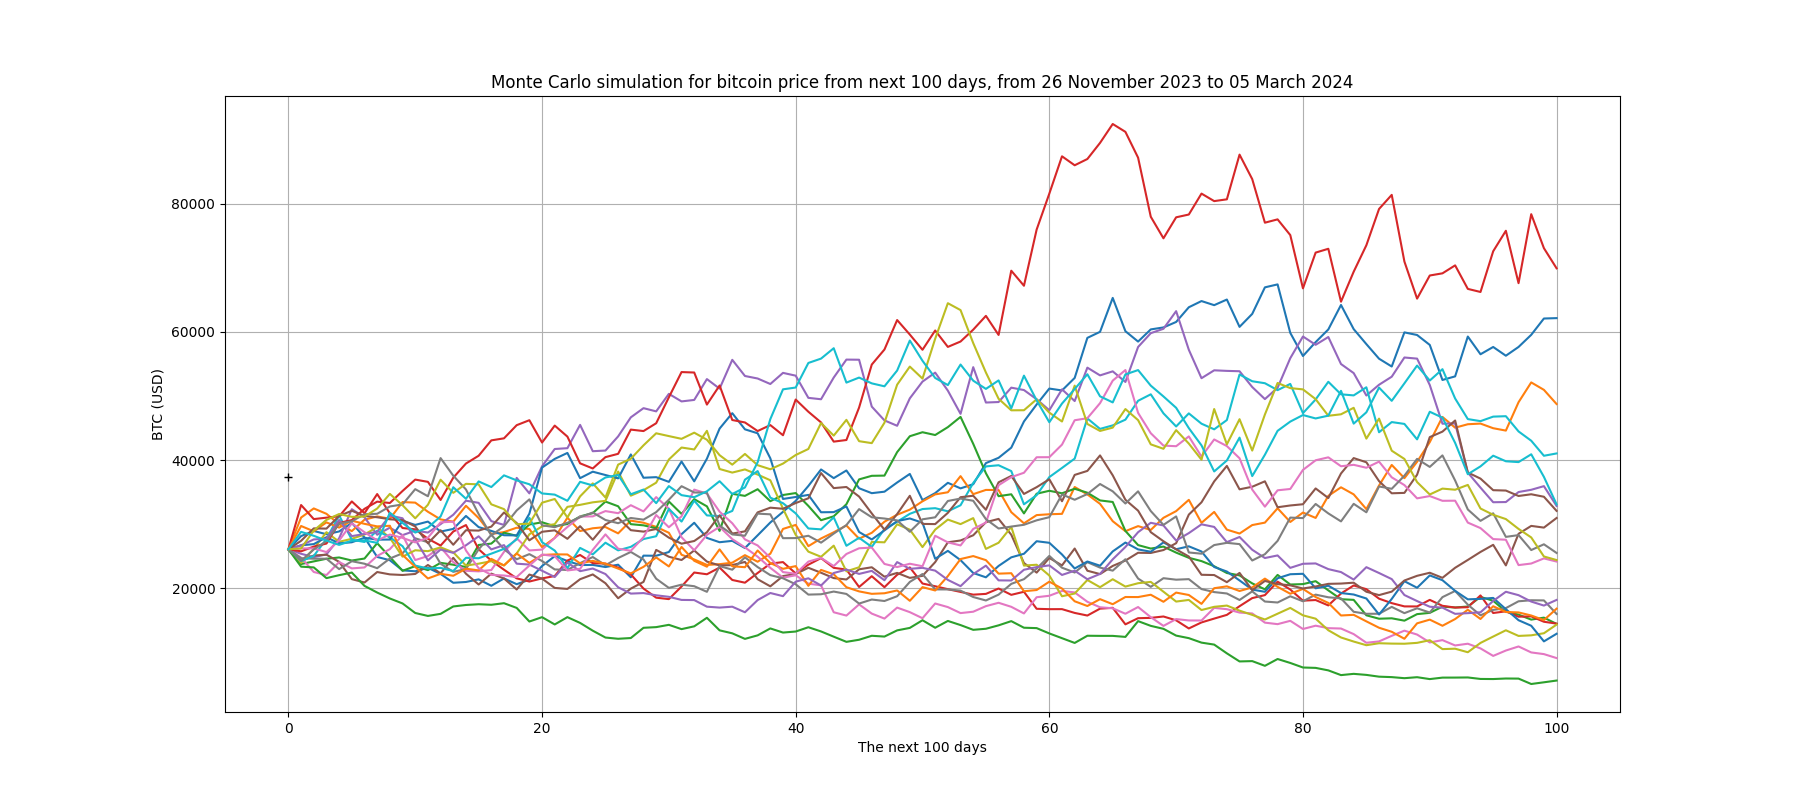 Monte Carlo simulation for bitcoin price from next 100 days, from 26 November 2023 to 05 March 2024
80000
60000
40000
20000
BTC (USD)
0 20 40 60 80 100
The next 100 days